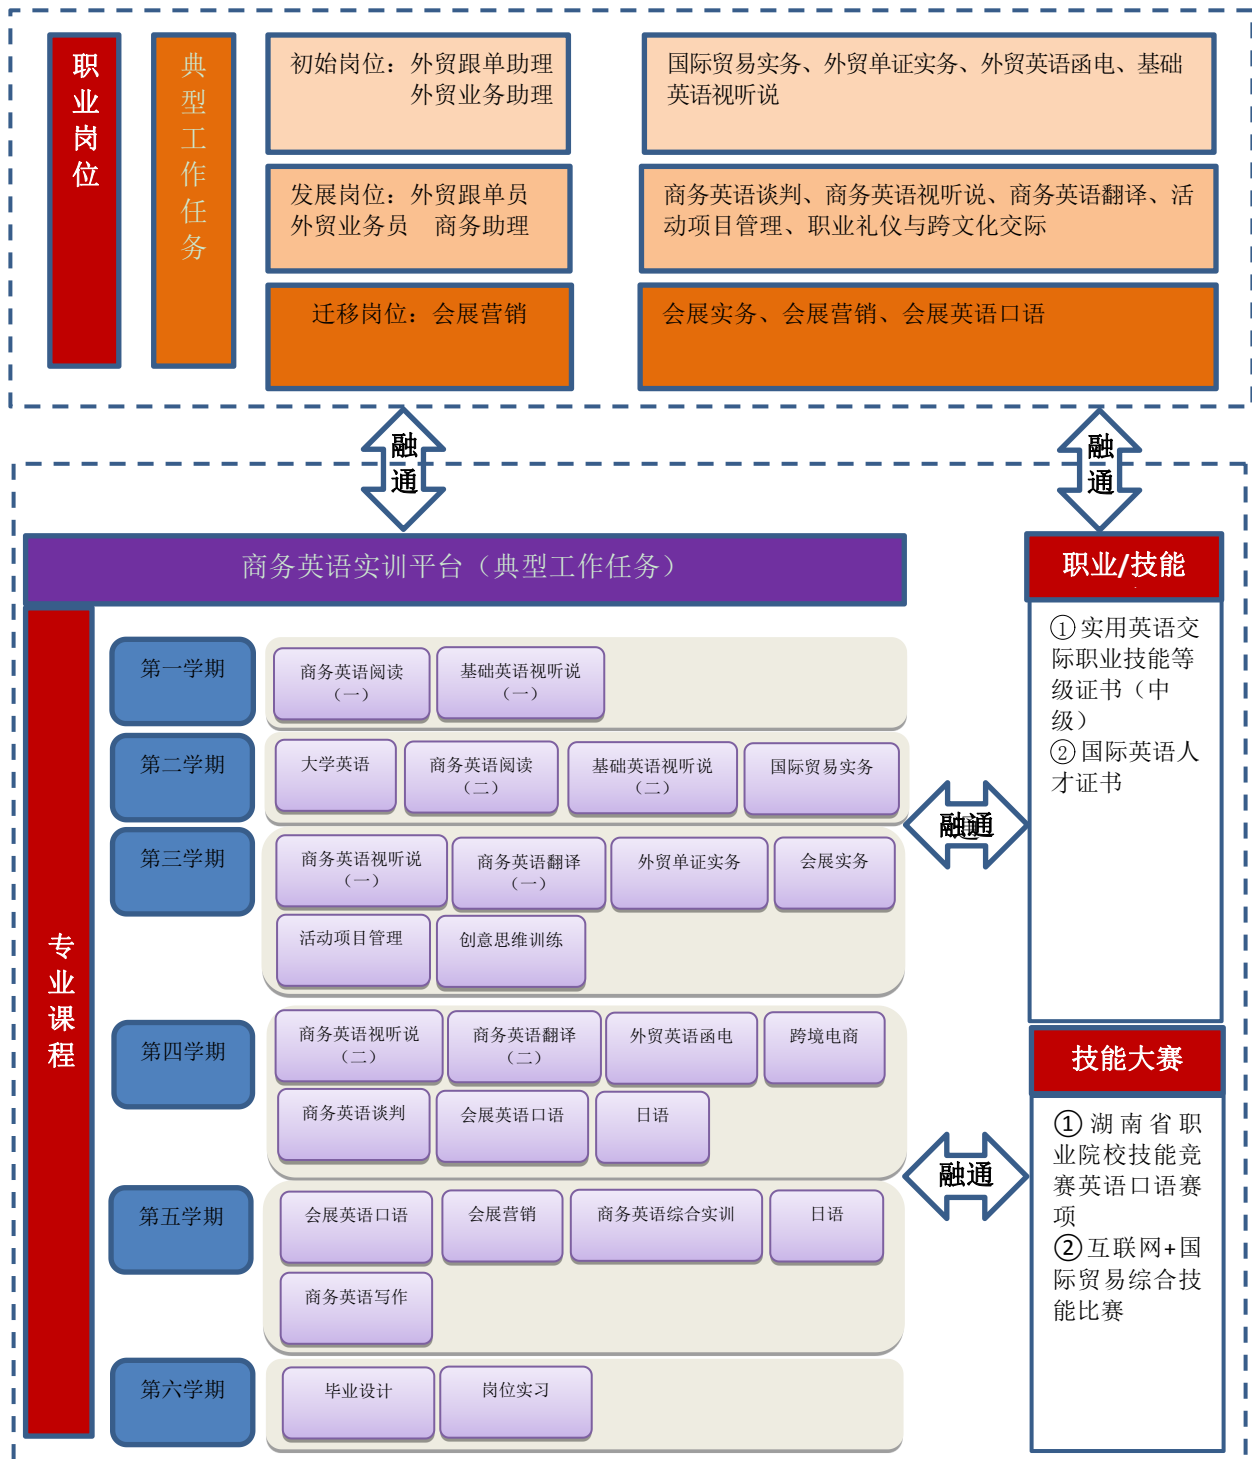 职业岗位
典型工作任务
初始岗位：外贸跟单助理
外贸业务助理
国际贸易实务、外贸单证实务、外贸英语函电、基础
英语视听说
发展岗位：外贸跟单员
外贸业务员 商务助理
商务英语谈判、商务英语视听说、商务英语翻译、活
动项目管理、职业礼仪与跨文化交际
迁移岗位：会展营销
会展实务、会展营销、会展英语口语
融通
融通
商务英语实训平台（典型工作任务）
专业课程
第一学期
商务英语阅读
（一）
基础英语视听说
（一）
第二学期
大学英语
商务英语阅读
（二）
基础英语视听说
（二）
国际贸易实务
第三学期
商务英语视听说
（一）
商务英语翻译
（一）
外贸单证实务
会展实务
活动项目管理
创意思维训练
第四学期
商务英语视听说
（二）
商务英语翻译
（二）
外贸英语函电
跨境电商
商务英语谈判
会展英语口语
日语
第五学期
会展英语口语
会展营销
商务英语综合实训
日语
商务英语写作
第六学期
毕业设计
岗位实习
融通
融通
职业/技能
①实用英语交
际职业技能等
级证书（中
级）
②国际英语人
才证书
技能大赛
①湖南省职
业院校技能竞
赛英语口语赛
项
②互联网+国
际贸易综合技
能比赛